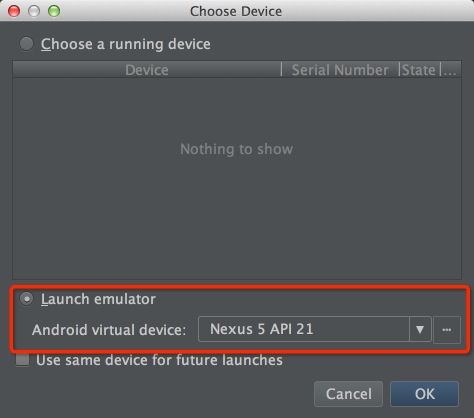 Choose Device
Choose a running device
Device Serial Number State ...
Nothing to show
Launch emulator
Android virtual device: Nexus 5 API 21 ...
Use same device for future launches
Cancel OK